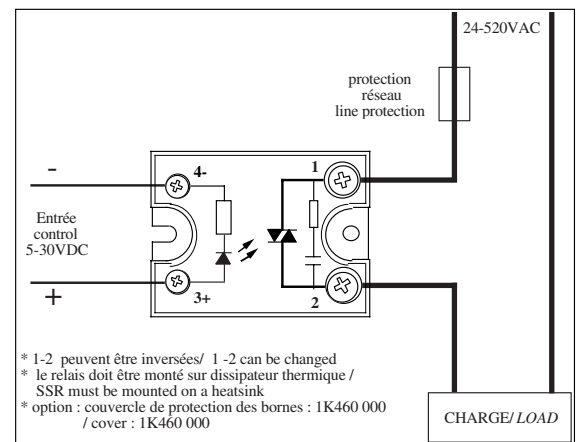 24-520VAC
protection
réseau
line protection
-
4-
1
Entrée
control
5-30VDC
+
3+
2
* 1-2 peuvent être inversées/ 1 -2 can be changed
* le relais doit être monté sur dissipateur thermique /
SSR must be mounted on a heatsink
* option : couvercle de protection des bornes : 1K460 000
/ cover : 1K460 000
CHARGE/ LOAD